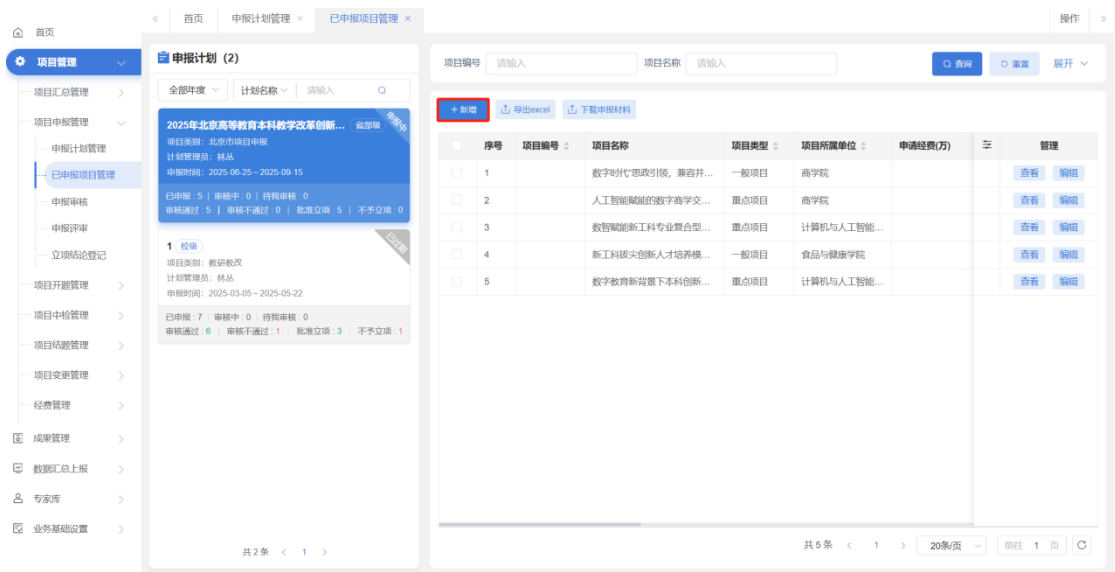 首页
项目管理
项目汇总管理
项目申报管理
申报计划管理
已申报项目管理
申报审核
申报评审
立项结论登记
项目开题管理
项目中检管理
项目结题管理
项目变更管理
经费管理
成果管理
数据汇总上报
专家库
业务基础设置
首页 申报计划管理 × 已申报项目管理 × 操作
申报计划 (2)
全部年度 计划名称 请输入
申报中
2025年北京高等教育本科教学改革创新... 省部级
项目类别：北京市项目申报
计划管理员：林丛
申报时间：2025-06-25 ~ 2025-09-15
已申报 : 5 | 审核中 : 0 | 待我审核 : 0
审核通过 : 5 | 审核不通过 : 0 | 批准立项 : 5 | 不予立项 : 0
已过期
1 校级
项目类别：教研教改
计划管理员：林丛
申报时间：2025-03-05 ~ 2025-05-22
已申报 : 7 | 审核中 : 0 | 待我审核 : 0
审核通过 : 6 | 审核不通过 : 1 | 批准立项 : 3 | 不予立项 : 1
共 2 条 < 1 >
项目编号 请输入 项目名称 请输入 查询 重置 展开
+ 新增 导出excel 下载申报材料
序号 项目编号 项目名称 项目类型 项目所属单位 申请经费(万) 管理
1 数字时代“思政引领，兼容并... 一般项目 商学院 查看 编辑
2 人工智能赋能的数字商学交... 重点项目 商学院 查看 编辑
3 数智赋能新工科专业复合型... 重点项目 计算机与人工智能... 查看 编辑
4 新工科拔尖创新人才培养模... 一般项目 食品与健康学院 查看 编辑
5 数字教育新背景下本科创新... 重点项目 计算机与人工智能... 查看 编辑
共 5 条 < 1 > 20条/页 前往 1 页